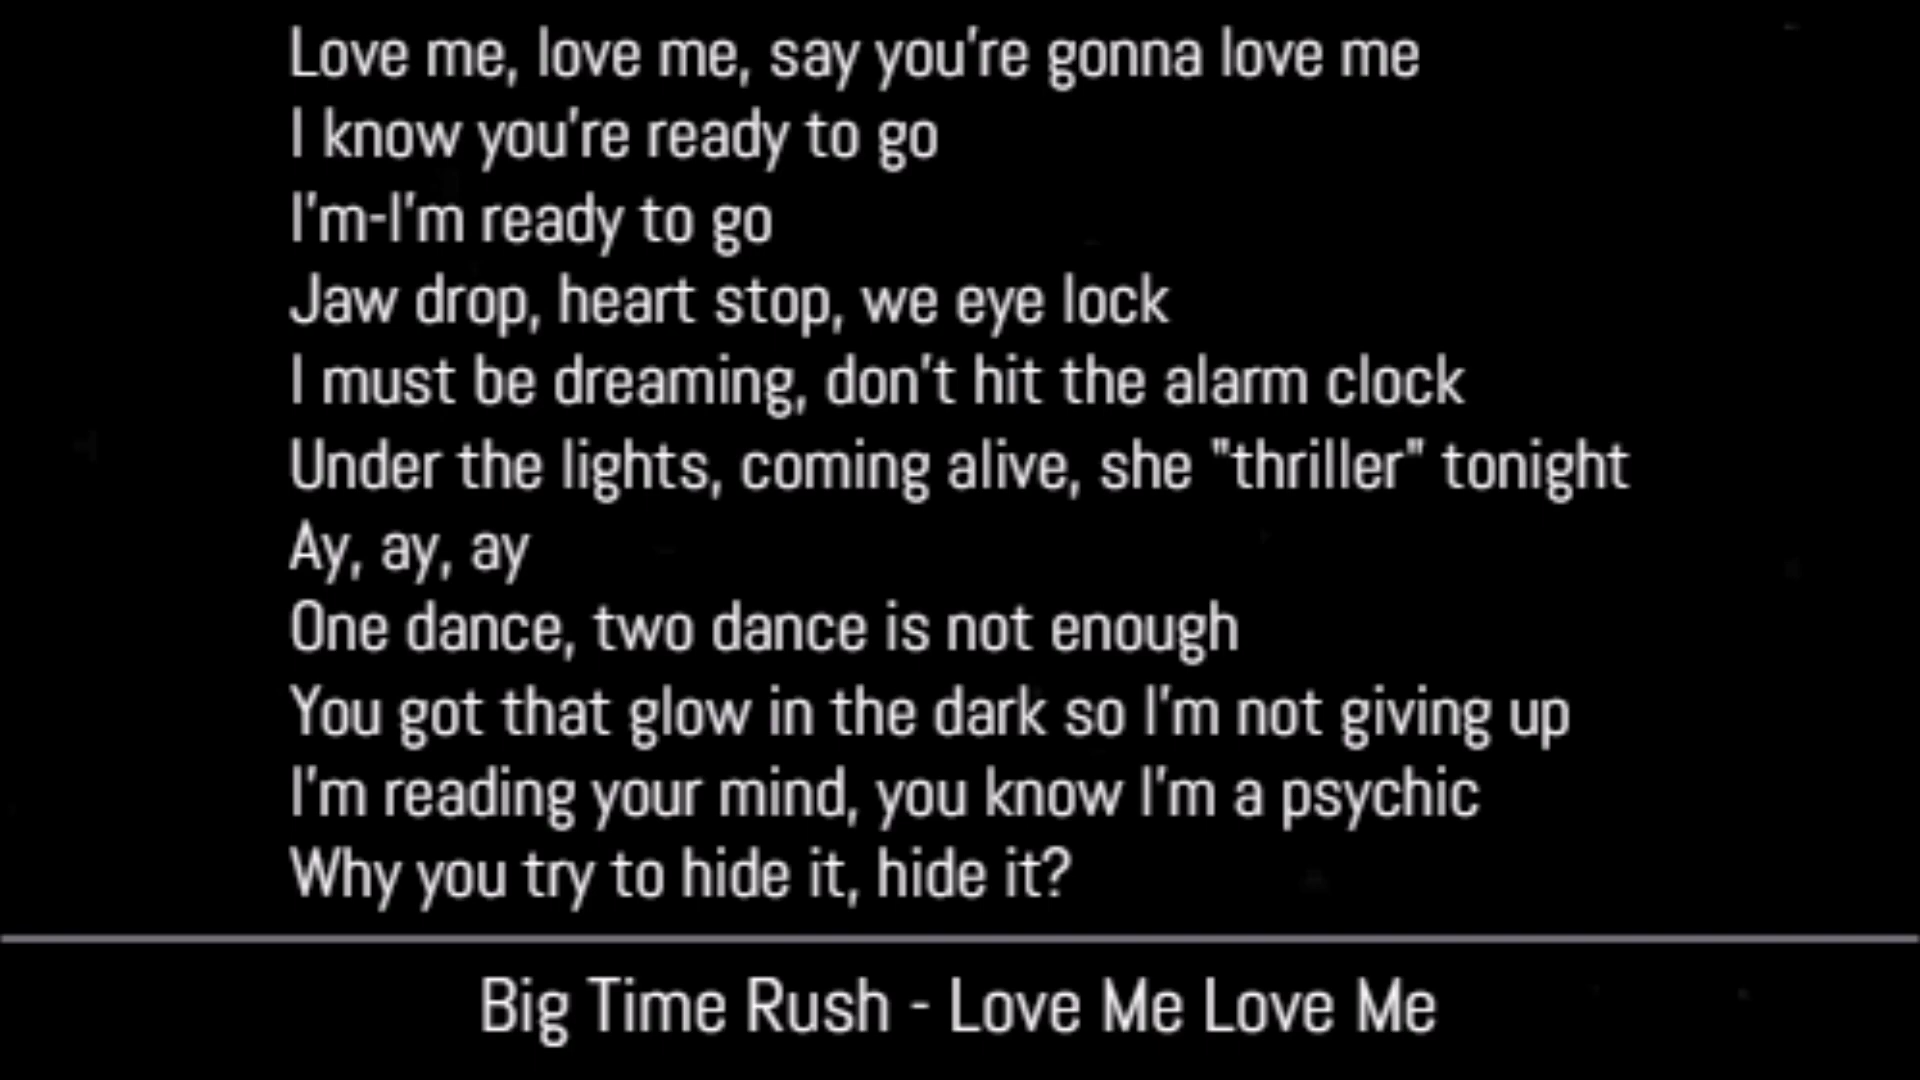 Love me, love me, say you're gonna love me
I know you're ready to go
I'm-I'm ready to go
Jaw drop, heart stop, we eye lock
I must be dreaming, don't hit the alarm clock
Under the lights, coming alive, she "thriller" tonight
Ay, ay, ay
One dance, two dance is not enough
You got that glow in the dark so I'm not giving up
I'm reading your mind, you know I'm a psychic
Why you try to hide it, hide it?
Big Time Rush - Love Me Love Me